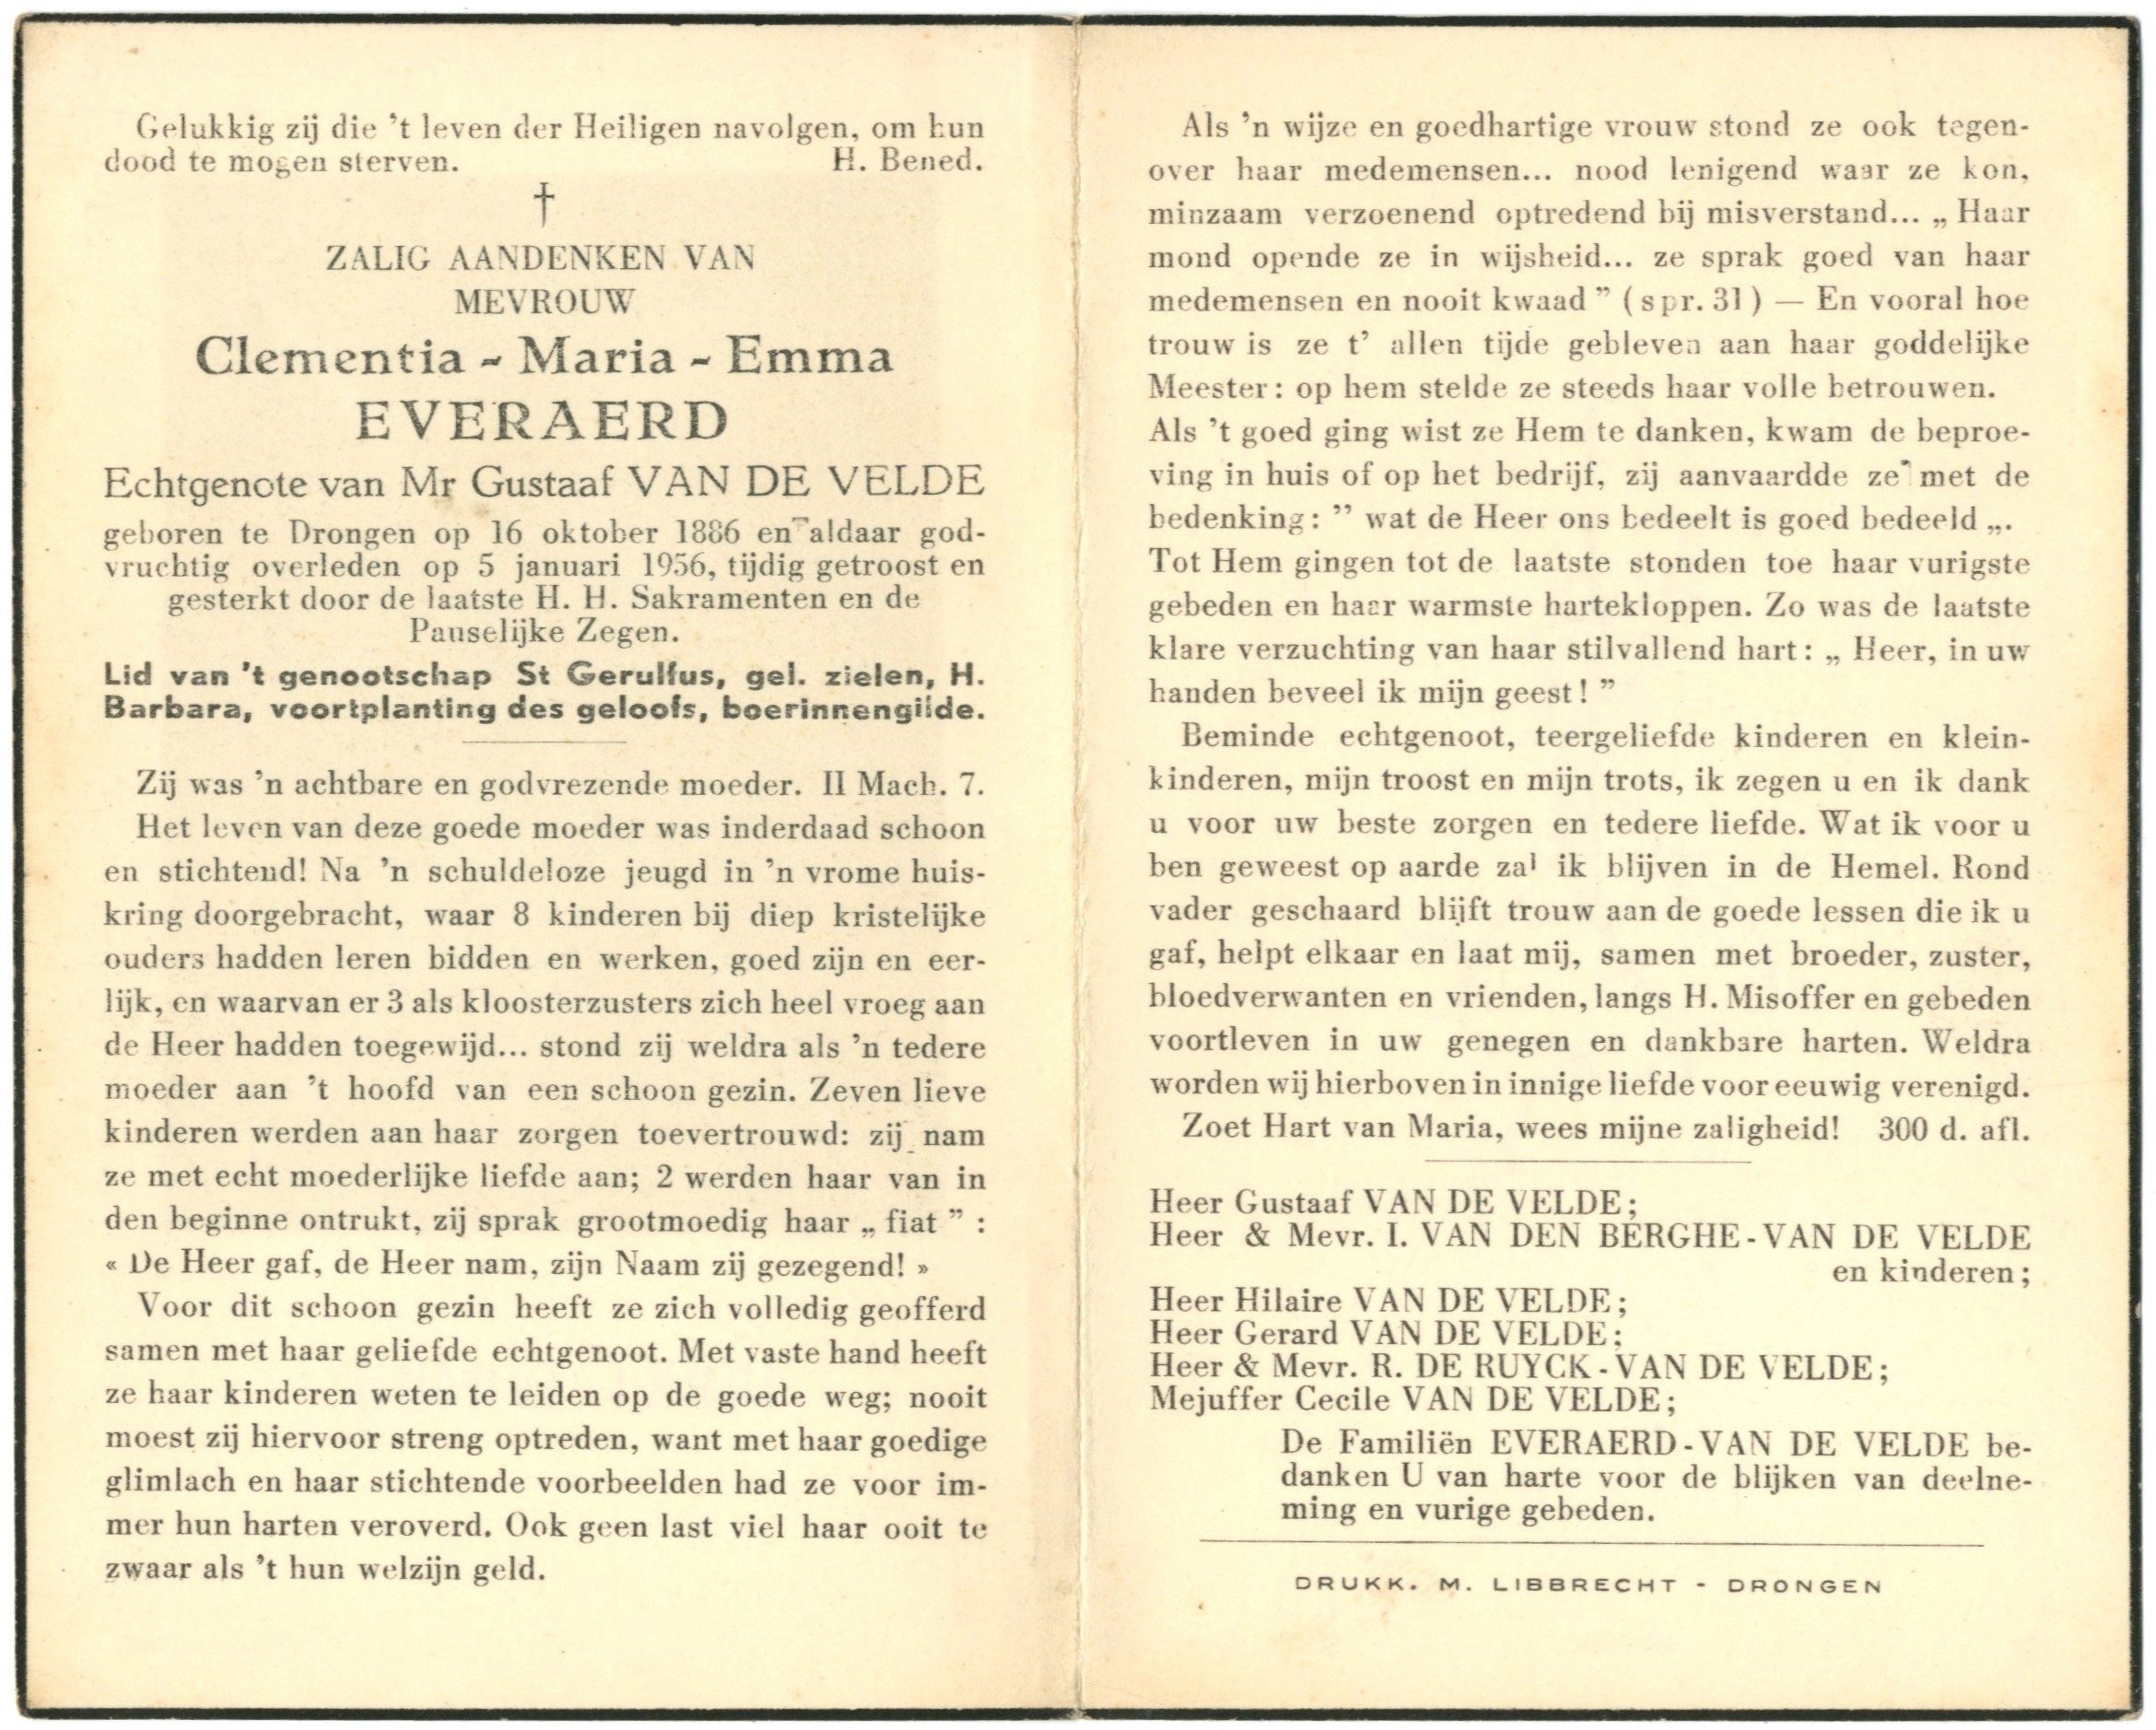 Gelukkig zij die 't leven der Heiligen navolgen, om hun
dood te mogen sterven. H. Bened.
†
ZALIG AANDENKEN VAN
MEVROUW
Clementia - Maria - Emma
EVERAERD
Echtgenote van Mr Gustaaf VAN DE VELDE
geboren te Drongen op 16 oktober 1886 en aldaar god-
vruchtig overleden op 5 januari 1956, tijdig getroost en
gesterkt door de laatste H. H. Sakramenten en de
Pauselijke Zegen.
Lid van 't genootschap St Gerulfus, gel. zielen, H.
Barbara, voortplanting des geloofs, boerinnengilde.
Zij was 'n achtbare en godvrezende moeder. II Mach. 7.
Het leven van deze goede moeder was inderdaad schoon
en stichtend! Na 'n schuldeloze jeugd in 'n vrome huis-
kring doorgebracht, waar 8 kinderen bij diep kristelijke
ouders hadden leren bidden en werken, goed zijn en eer-
lijk, en waarvan er 3 als kloosterzusters zich heel vroeg aan
de Heer hadden toegewijd... stond zij weldra als 'n tedere
moeder aan 't hoofd van een schoon gezin. Zeven lieve
kinderen werden aan haar zorgen toevertrouwd: zij nam
ze met echt moederlijke liefde aan; 2 werden haar van in
den beginne ontrukt, zij sprak grootmoedig haar „ fiat ” :
« De Heer gaf, de Heer nam, zijn Naam zij gezegend! »
Voor dit schoon gezin heeft ze zich volledig geofferd
samen met haar geliefde echtgenoot. Met vaste hand heeft
ze haar kinderen weten te leiden op de goede weg; nooit
moest zij hiervoor streng optreden, want met haar goedige
glimlach en haar stichtende voorbeelden had ze voor im-
mer hun harten veroverd. Ook geen last viel haar ooit te
zwaar als 't hun welzijn geld.
Als 'n wijze en goedhartige vrouw stond ze ook tegen-
over haar medemensen... nood lenigend waar ze kon,
minzaam verzoenend optredend bij misverstand... „ Haar
mond opende ze in wijsheid... ze sprak goed van haar
medemensen en nooit kwaad ” ( spr. 31 ) — En vooral hoe
trouw is ze t' allen tijde gebleven aan haar goddelijke
Meester : op hem stelde ze steeds haar volle betrouwen.
Als 't goed ging wist ze Hem te danken, kwam de beproe-
ving in huis of op het bedrijf, zij aanvaardde ze met de
bedenking : ” wat de Heer ons bedeelt is goed bedeeld „.
Tot Hem gingen tot de laatste stonden toe haar vurigste
gebeden en haar warmste hartekloppen. Zo was de laatste
klare verzuchting van haar stilvallend hart : „ Heer, in uw
handen beveel ik mijn geest ! ”
Beminde echtgenoot, teergeliefde kinderen en klein-
kinderen, mijn troost en mijn trots, ik zegen u en ik dank
u voor uw beste zorgen en tedere liefde. Wat ik voor u
ben geweest op aarde zal ik blijven in de Hemel. Rond
vader geschaard blijft trouw aan de goede lessen die ik u
gaf, helpt elkaar en laat mij, samen met broeder, zuster,
bloedverwanten en vrienden, langs H. Misoffer en gebeden
voortleven in uw genegen en dankbare harten. Weldra
worden wij hierboven in innige liefde voor eeuwig verenigd.
Zoet Hart van Maria, wees mijne zaligheid! 300 d. afl.
Heer Gustaaf VAN DE VELDE ;
Heer & Mevr. I. VAN DEN BERGHE - VAN DE VELDE
en kinderen ;
Heer Hilaire VAN DE VELDE ;
Heer Gerard VAN DE VELDE ;
Heer & Mevr. R. DE RUYCK - VAN DE VELDE ;
Mejuffer Cecile VAN DE VELDE ;
De Familiën EVERAERD - VAN DE VELDE be-
danken U van harte voor de blijken van deelne-
ming en vurige gebeden.
DRUKK. M. LIBBRECHT - DRONGEN